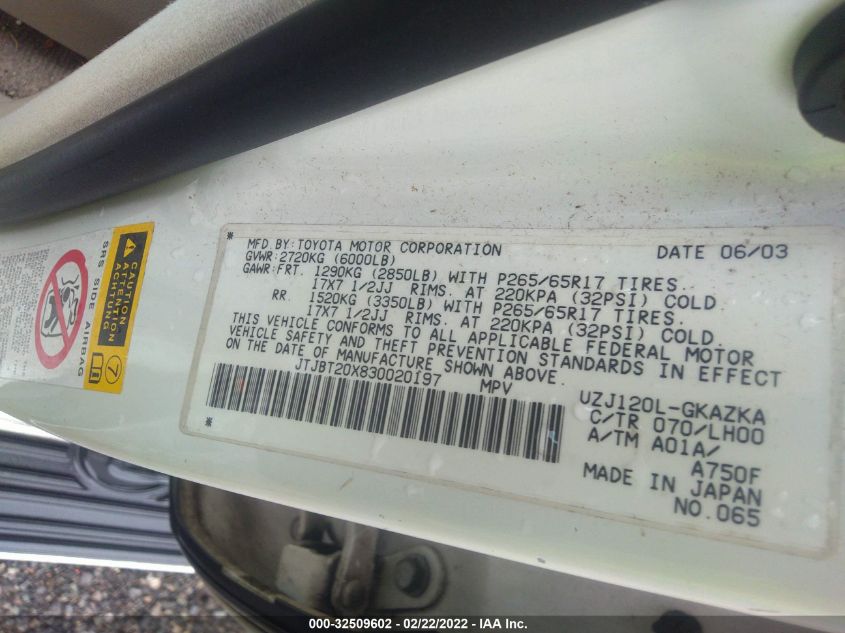 SRS SIDE AIRBAG
CAUTION
ATTENTION
ACHTUNG
7
MFD.BY:TOYOTA MOTOR CORPORATION DATE 06/03
GVWR:2720KG (6000LB)
GAWR:FRT. 1290KG (2850LB) WITH P265/65R17 TIRES.
17X7 1/2JJ RIMS. AT 220KPA (32PSI) COLD
RR. 1520KG (3350LB) WITH P265/65R17 TIRES.
17X7 1/2JJ RIMS. AT 220KPA (32PSI) COLD.
THIS VEHICLE CONFORMS TO ALL APPLICABLE FEDERAL MOTOR
VEHICLE SAFETY AND THEFT PREVENTION STANDARDS IN EFFECT
ON THE DATE OF MANUFACTURE SHOWN ABOVE.
JTJBT20X830020197 MPV
UZJ120L-GKAZKA
C/TR 070/LH00
A/TM A01A/
A750F
MADE IN JAPAN
NO.065
000-32509602 - 02/22/2022 - IAA Inc.